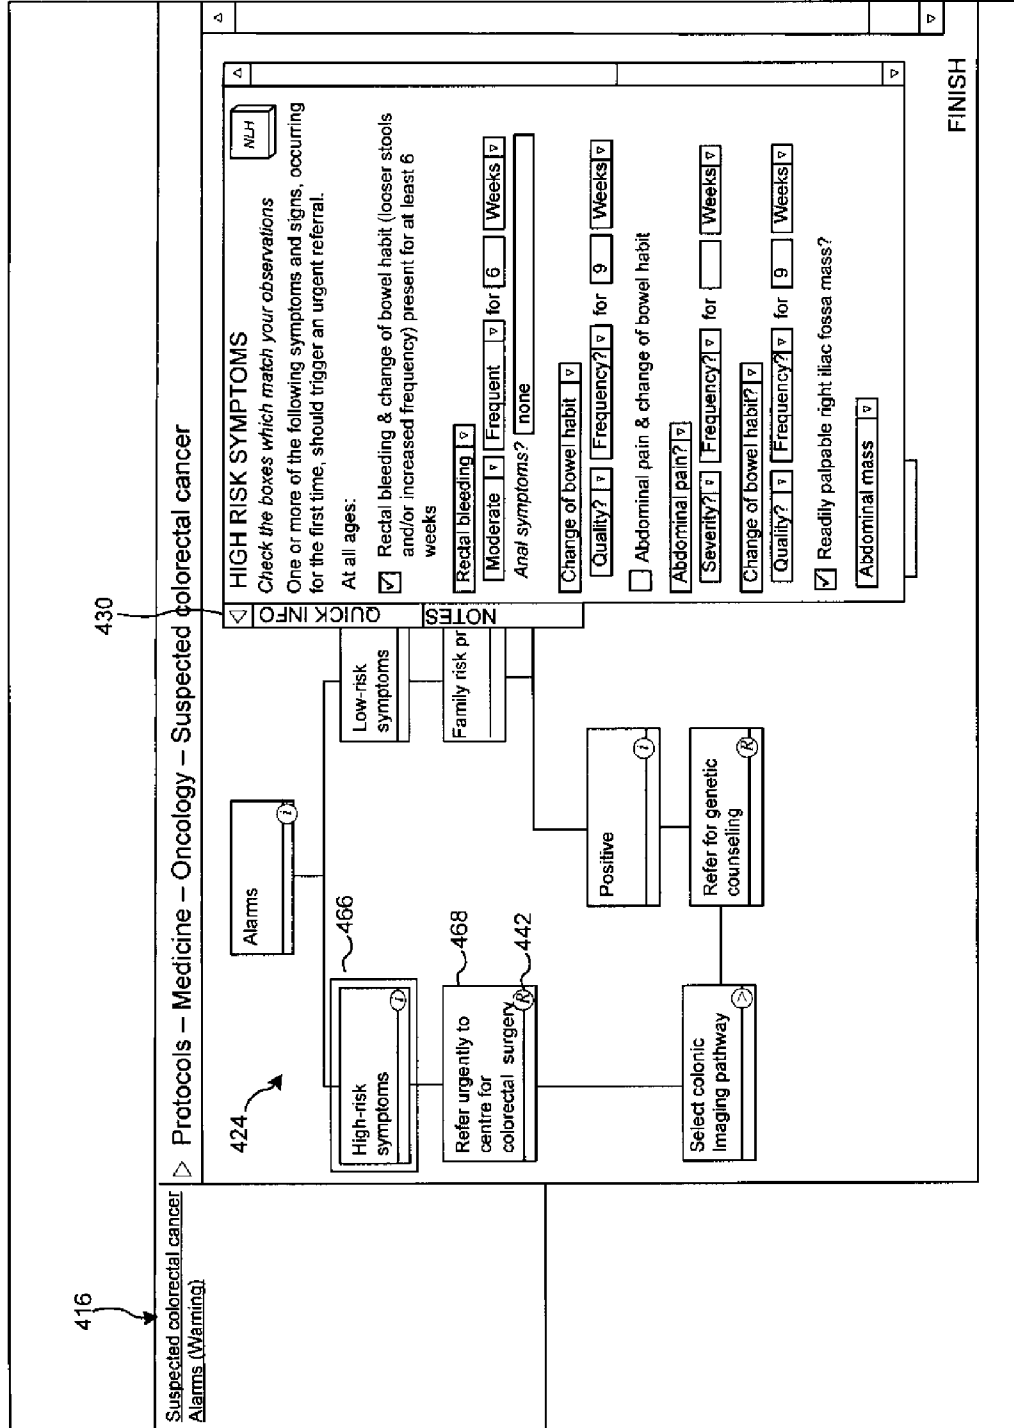 416
Suspected colorectal cancer
Alarms (Warning)
Protocols – Medicine – Oncology – Suspected colorectal cancer
424
430
Alarms
i
466
High-risk
symptoms
i
468
Refer urgently to
centre for
colorectal surgery
R
442
Select colonic
Imaging pathway
>
Low-risk
symptoms
Family risk pr
Positive
i
Refer for genetic
counseling
R
QUICK INFO
NOTES
HIGH RISK SYMPTOMS
NLH
Check the boxes which match your observations
One or more of the following symptoms and signs, occurring
for the first time, should trigger an urgent referral.
At all ages:
Rectal bleeding & change of bowel habit (looser stools
and/or increased frequency) present for at least 6
weeks
Rectal bleeding
Moderate Frequent for 6 Weeks
Anal symptoms? none
Change of bowel habit
Quality? Frequency? for 9 Weeks
Abdominal pain & change of bowel habit
Abdominal pain?
Severity? Frequency? for Weeks
Change of bowel habit?
Quality? Frequency? for 9 Weeks
Readily palpable right iliac fossa mass?
Abdominal mass
FINISH